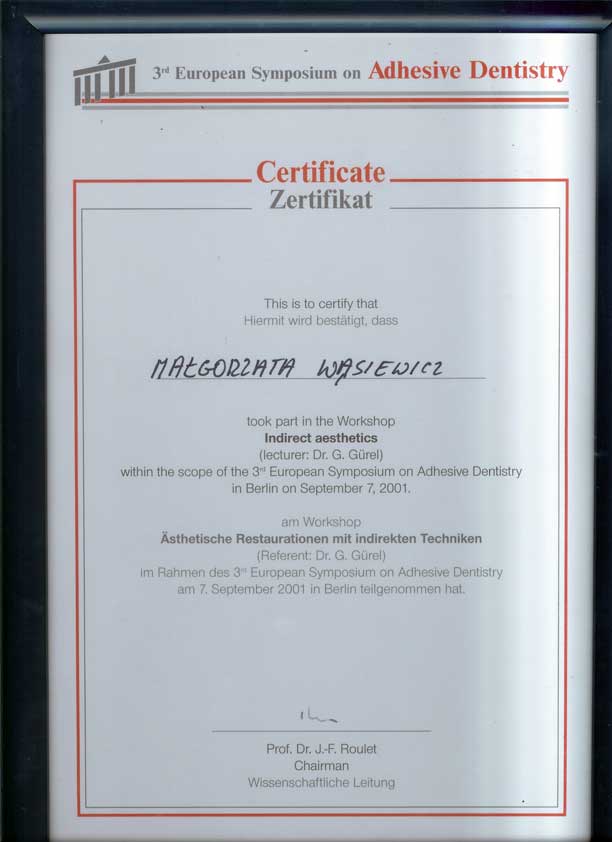 3rd European Symposium on Adhesive Dentistry
Certificate
Zertifikat
This is to certify that
Hiermit wird bestätigt, dass
MAŁGORZATA WĄSIEWICZ
took part in the Workshop
Indirect aesthetics
(lecturer: Dr. G. Gürel)
within the scope of the 3rd European Symposium on Adhesive Dentistry
in Berlin on September 7, 2001.
am Workshop
Ästhetische Restaurationen mit indirekten Techniken
(Referent: Dr. G. Gürel)
im Rahmen des 3rd European Symposium on Adhesive Dentistry
am 7. September 2001 in Berlin teilgenommen hat.
Prof. Dr. J.-F. Roulet
Chairman
Wissenschaftliche Leitung